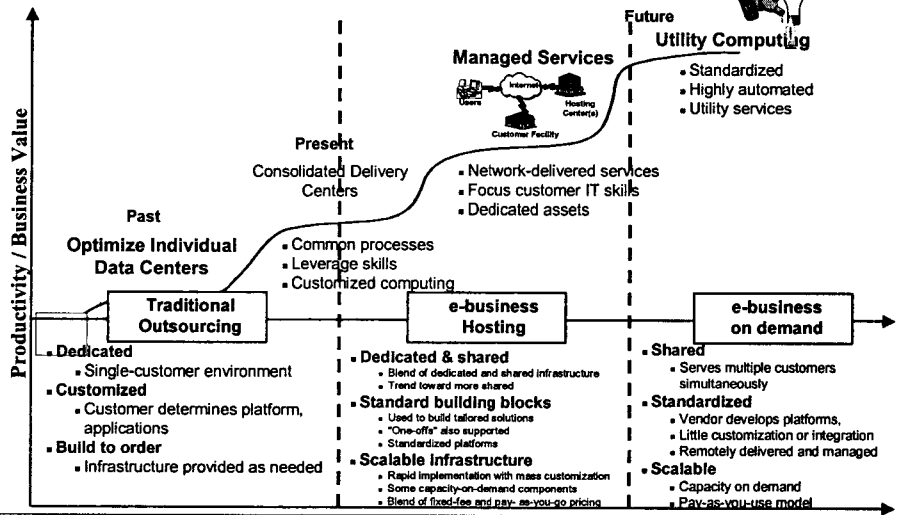 Future
Utility Computing
▪ Standardized
▪ Highly automated
▪ Utility services
Managed Services
Internet
Users
Hosting
Center(s)
Customer Facility
▪ Network-delivered services
▪ Focus customer IT skills
▪ Dedicated assets
Present
Consolidated Delivery
Centers
▪ Common processes
▪ Leverage skills
▪ Customized computing
Past
Optimize Individual
Data Centers
Productivity / Business Value
Traditional
Outsourcing
▪ Dedicated
▪ Single-customer environment
▪ Customized
▪ Customer determines platform,
applications
▪ Build to order
▪ Infrastructure provided as needed
e-business
Hosting
▪ Dedicated & shared
▪ Blend of dedicated and shared infrastructure
▪ Trend toward more shared
▪ Standard building blocks
▪ Used to build tailored solutions
▪ "One-offs" also supported
▪ Standardized platforms
▪ Scalable infrastructure
▪ Rapid Implementation with mass customization
▪ Some capacity-on-demand components
▪ Blend of fixed-fee and pay- as-you-go pricing
e-business
on demand
▪ Shared
▪ Serves multiple customers
simultaneously
▪ Standardized
▪ Vendor develops platforms,
▪ Little customization or integration
▪ Remotely delivered and managed
▪ Scalable
▪ Capacity on demand
▪ Pay-as-you-use model